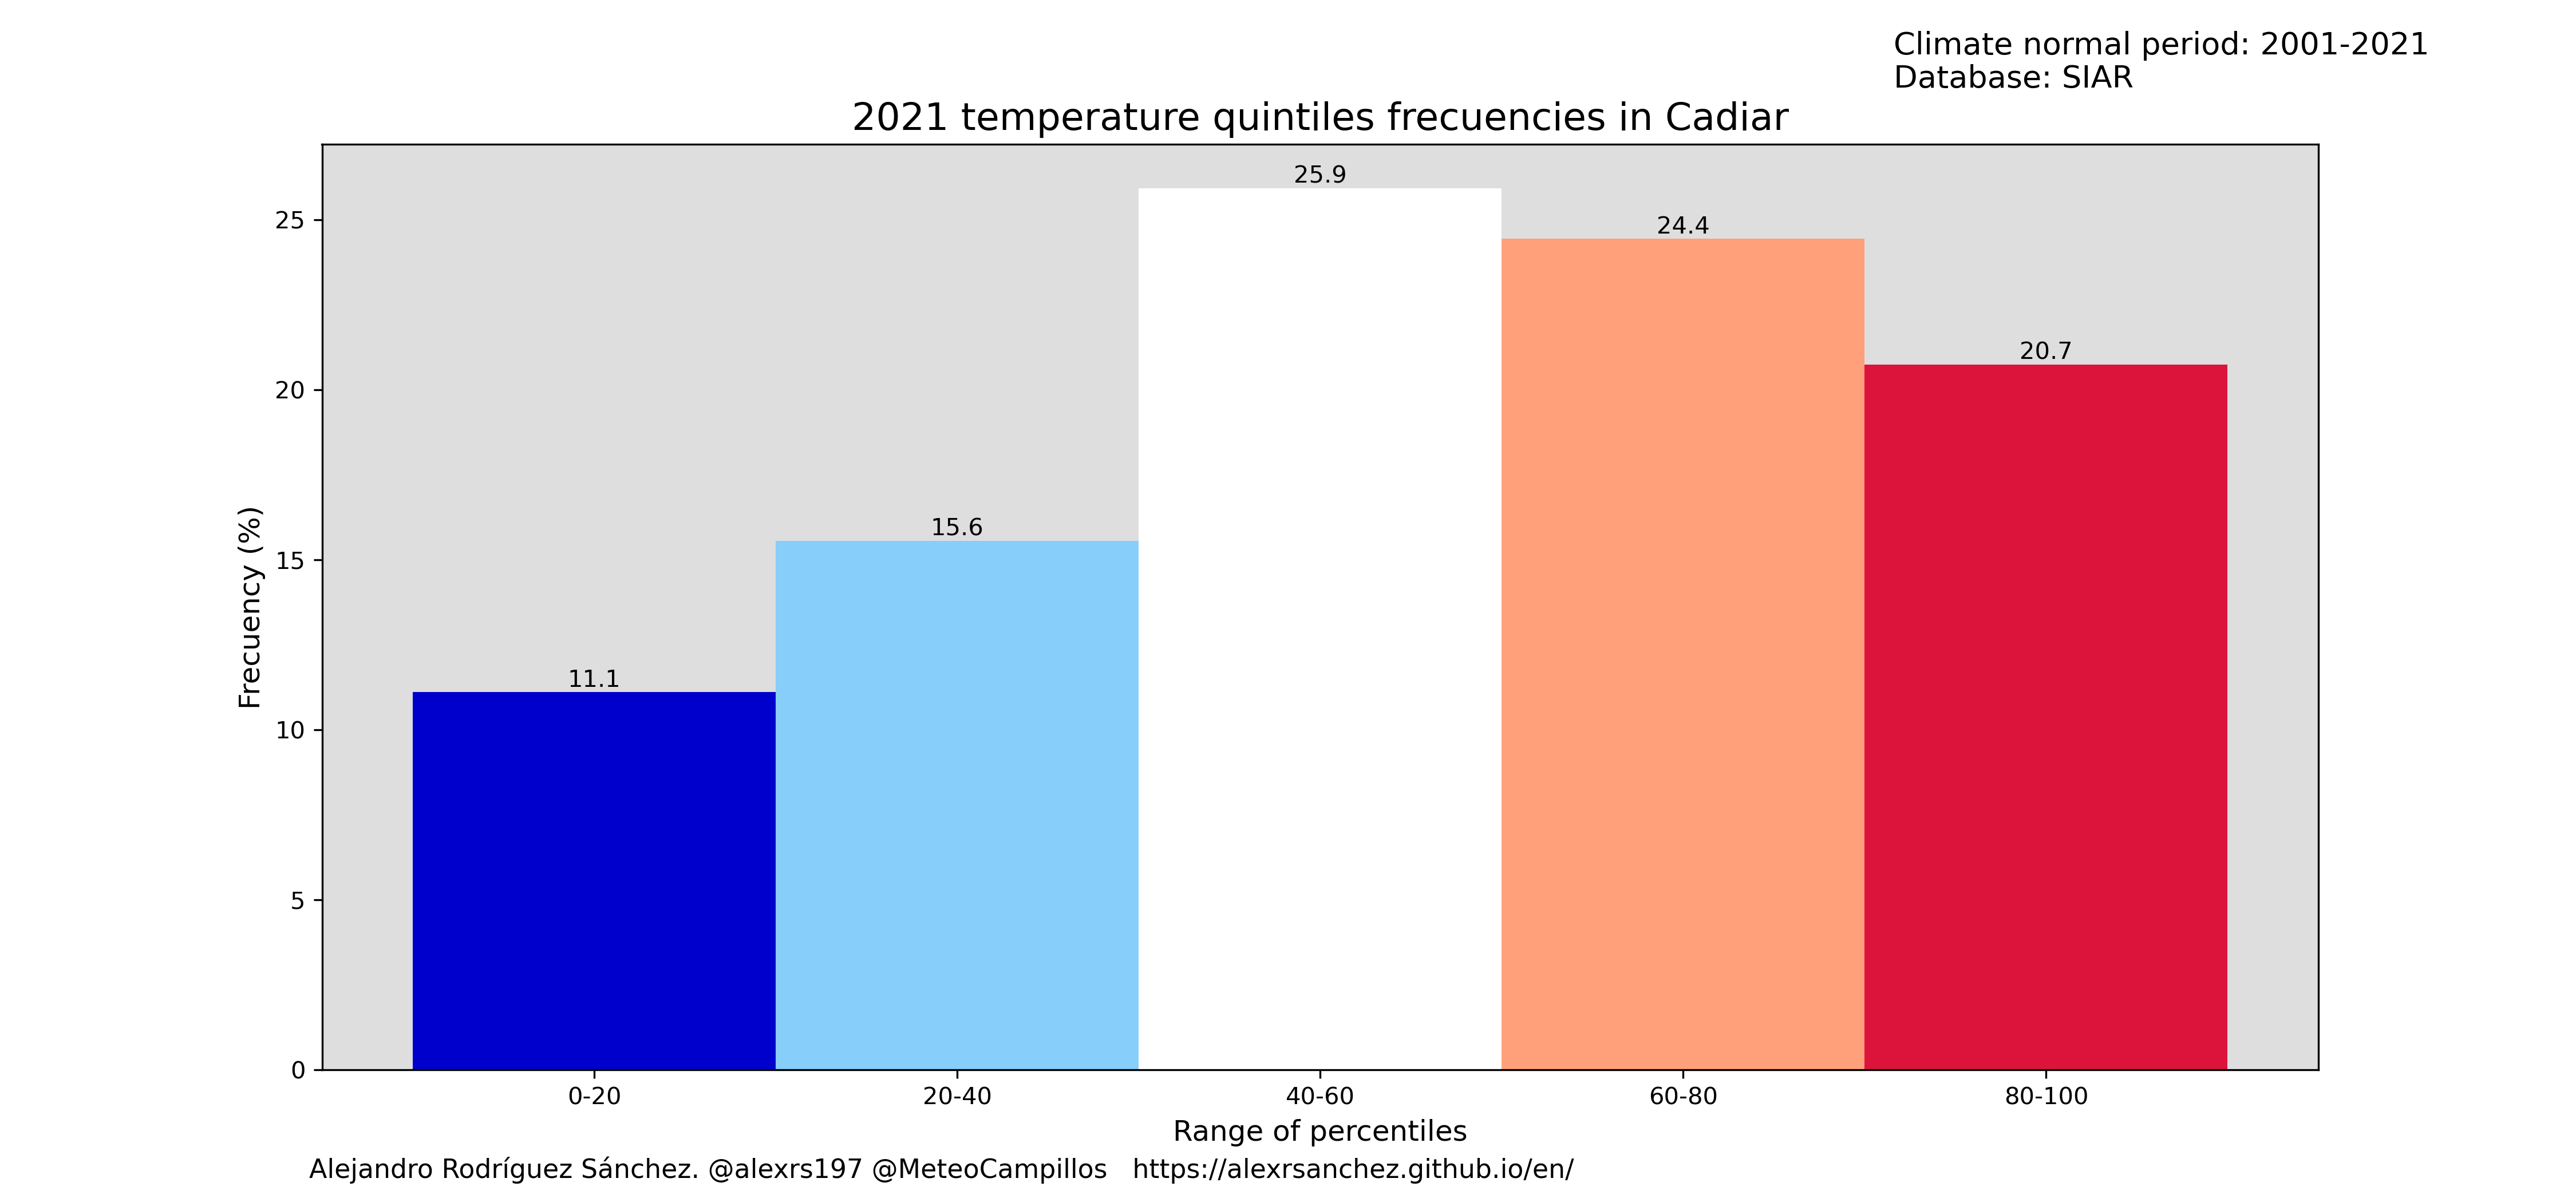 Climate normal period: 2001-2021
Database: SIAR
2021 temperature quintiles frecuencies in Cadiar
25.9
24.4
20.7
15.6
11.1
25
20
15
10
5
0
Frecuency (%)
0-20 20-40 40-60 60-80 80-100
Range of percentiles
Alejandro Rodríguez Sánchez. @alexrs197 @MeteoCampillos https://alexrsanchez.github.io/en/